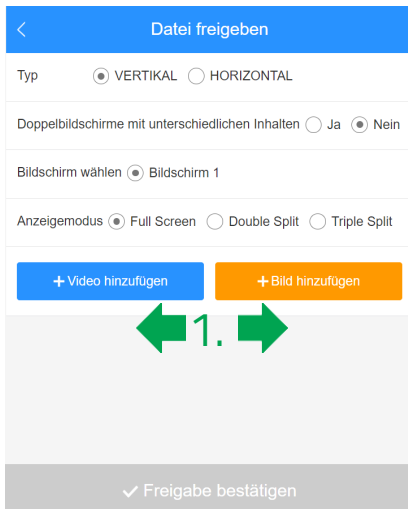 Datei freigeben
Typ VERTIKAL HORIZONTAL
Doppelbildschirme mit unterschiedlichen Inhalten Ja Nein
Bildschirm wählen Bildschirm 1
Anzeigemodus Full Screen Double Split Triple Split
+Video hinzufügen +Bild hinzufügen
1.
Freigabe bestätigen